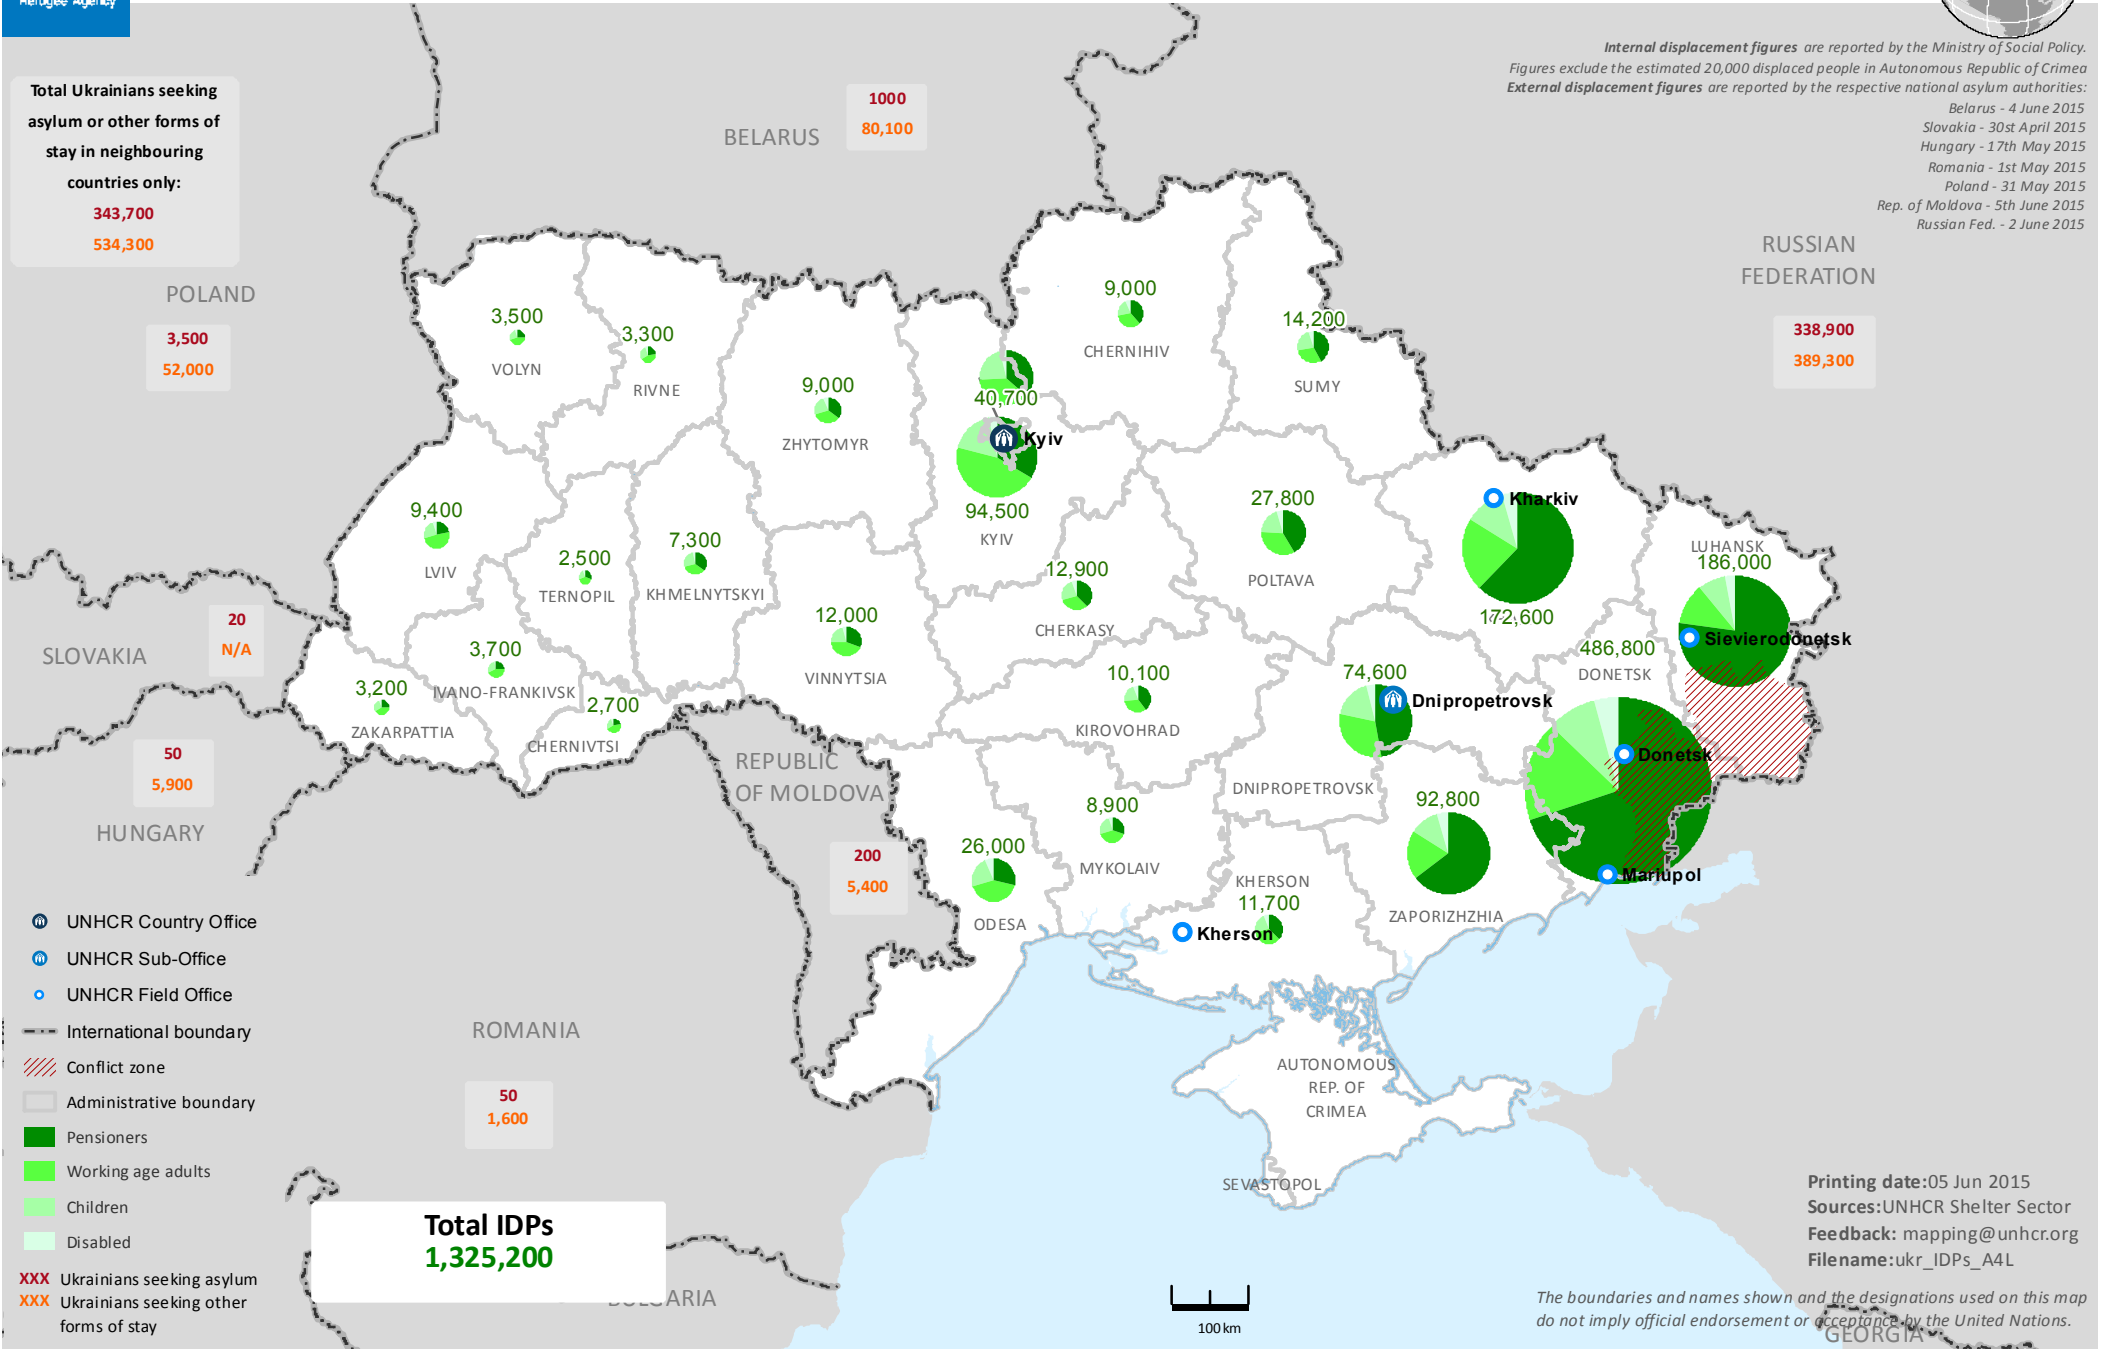 Refugee Agency
Internal displacement figures are reported by the Ministry of Social Policy.
Figures exclude the estimated 20,000 displaced people in Autonomous Republic of Crimea
External displacement figures are reported by the respective national asylum authorities:
Belarus - 4 June 2015
Slovakia - 30st April 2015
Hungary - 17th May 2015
Romania - 1st May 2015
Poland - 31 May 2015
Rep. of Moldova - 5th June 2015
Russian Fed. - 2 June 2015
Total Ukrainians seeking
asylum or other forms of
stay in neighbouring
countries only:
343,700
534,300
BELARUS
1000
80,100
RUSSIAN
FEDERATION
338,900
389,300
POLAND
3,500
52,000
3,500
VOLYN
3,300
RIVNE
9,000
ZHYTOMYR
9,000
CHERNIHIV
14,200
SUMY
40,700
Kyiv
94,500
KYIV
9,400
LVIV
2,500
TERNOPIL
7,300
KHMELNYTSKYI
12,000
VINNYTSIA
12,900
CHERKASY
27,800
POLTAVA
Kharkiv
172,600
LUHANSK
186,000
Sievierodonetsk
SLOVAKIA
20
N/A
3,700
IVANO-FRANKIVSK
3,200
ZAKARPATTIA
2,700
CHERNIVTSI
10,100
KIROVOHRAD
74,600
Dnipropetrovsk
DNIPROPETROVSK
486,800
DONETSK
Donetsk
Mariupol
HUNGARY
50
5,900
REPUBLIC
OF MOLDOVA
200
5,400
26,000
ODESA
8,900
MYKOLAIV
92,800
ZAPORIZHZHIA
KHERSON
11,700
Kherson
ROMANIA
50
1,600
AUTONOMOUS
REP. OF
CRIMEA
SEVASTOPOL
UNHCR Country Office
UNHCR Sub-Office
UNHCR Field Office
International boundary
Conflict zone
Administrative boundary
Pensioners
Working age adults
Children
Disabled
XXX Ukrainians seeking asylum
XXX Ukrainians seeking other
forms of stay
Total IDPs
1,325,200
BULGARIA
100 km
Printing date:05 Jun 2015
Sources:UNHCR Shelter Sector
Feedback: mapping@unhcr.org
Filename:ukr_IDPs_A4L
The boundaries and names shown and the designations used on this map
do not imply official endorsement or acceptance by the United Nations.
GEORGIA